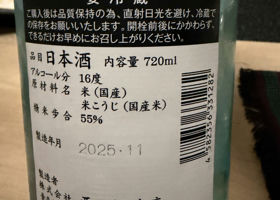 要冷蔵
ご購入後は品質保持の為、直射日光を避け、冷蔵で
の保存をお願いします。開栓前後にかかわらず、
できるだけお早めにお召し上がりください。
品目 日本酒 内容量 720ml
アルコール分 16度
原材料名 米(国産)
米こうじ(国産米)
精米歩合 55%
製造年月 2025.11
4582356331282
製造者
株式会社